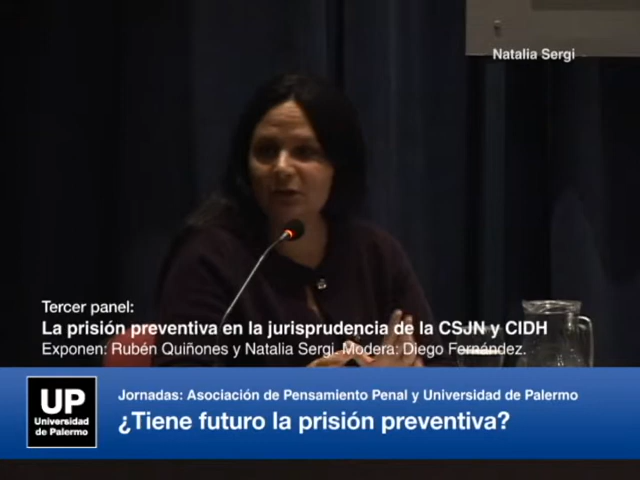 Natalia Sergi
Tercer panel:
La prisión preventiva en la jurisprudencia de la CSJN y CIDH
Exponen: Rubén Quiñones y Natalia Sergi. Modera: Diego Fernández.
UP
Universidad
de Palermo
Jornadas: Asociación de Pensamiento Penal y Universidad de Palermo
¿Tiene futuro la prisión preventiva?